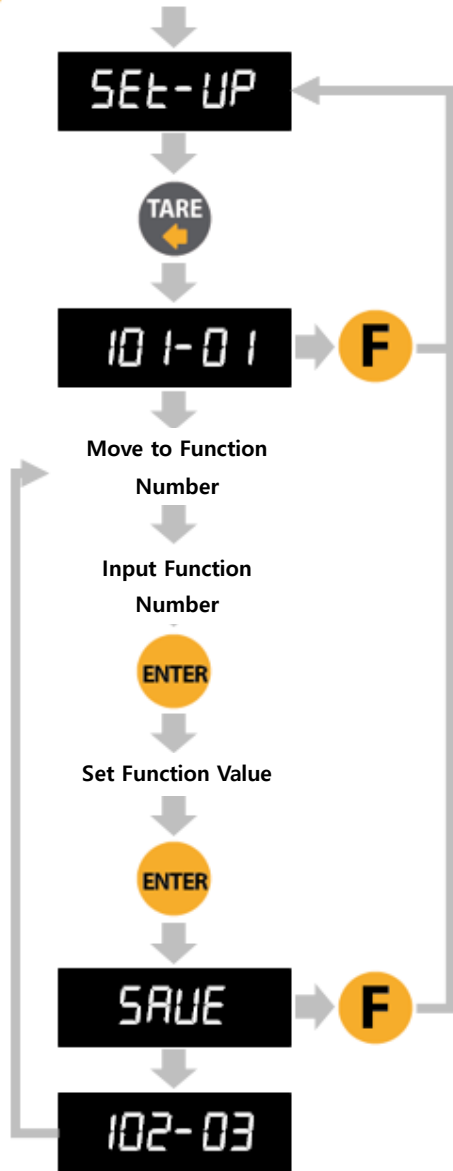 SEt-UP
TARE
101-01
F
Move to Function
Number
Input Function
Number
ENTER
Set Function Value
ENTER
SAVE
F
102-03